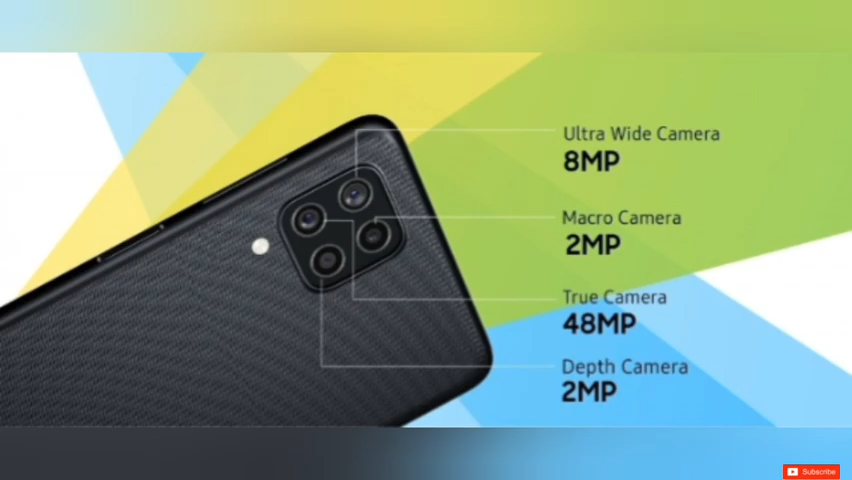 Ultra Wide Camera
8MP
Macro Camera
2MP
True Camera
48MP
Depth Camera
2MP
Subscribe